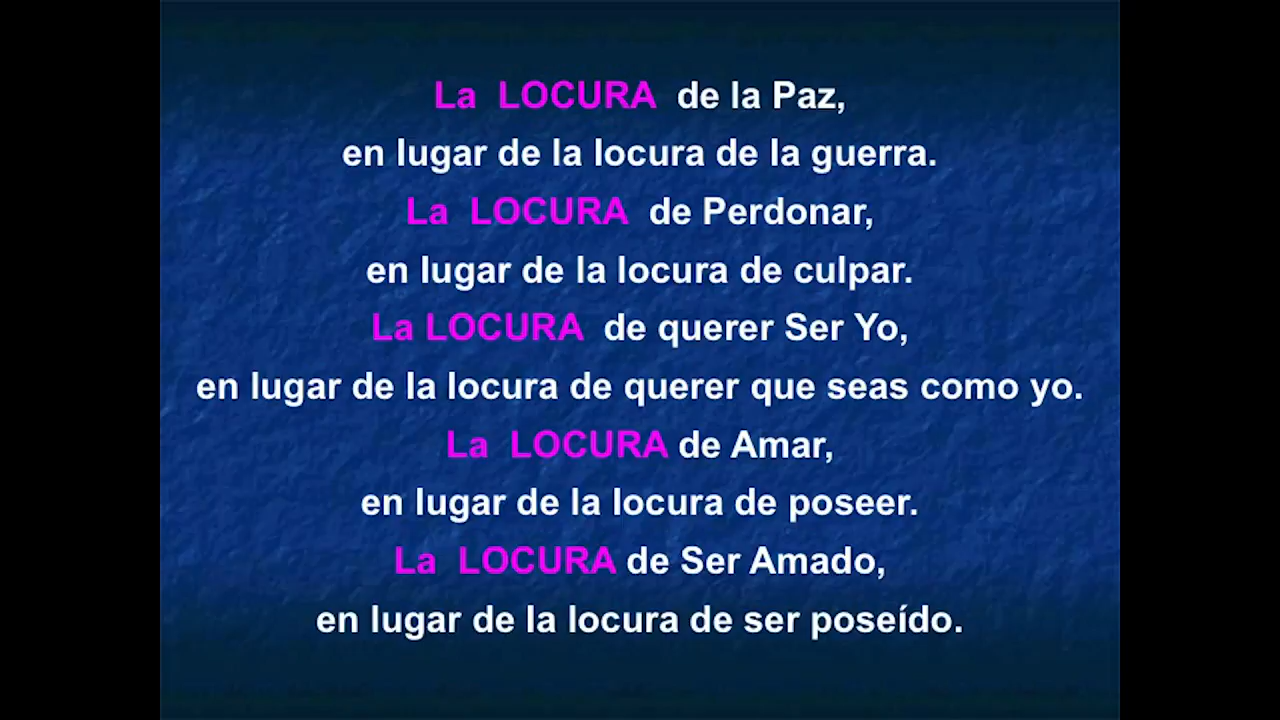 La LOCURA de la Paz,
en lugar de la locura de la guerra.
La LOCURA de Perdonar,
en lugar de la locura de culpar.
La LOCURA de querer Ser Yo,
en lugar de la locura de querer que seas como yo.
La LOCURA de Amar,
en lugar de la locura de poseer.
La LOCURA de Ser Amado,
en lugar de la locura de ser poseído.